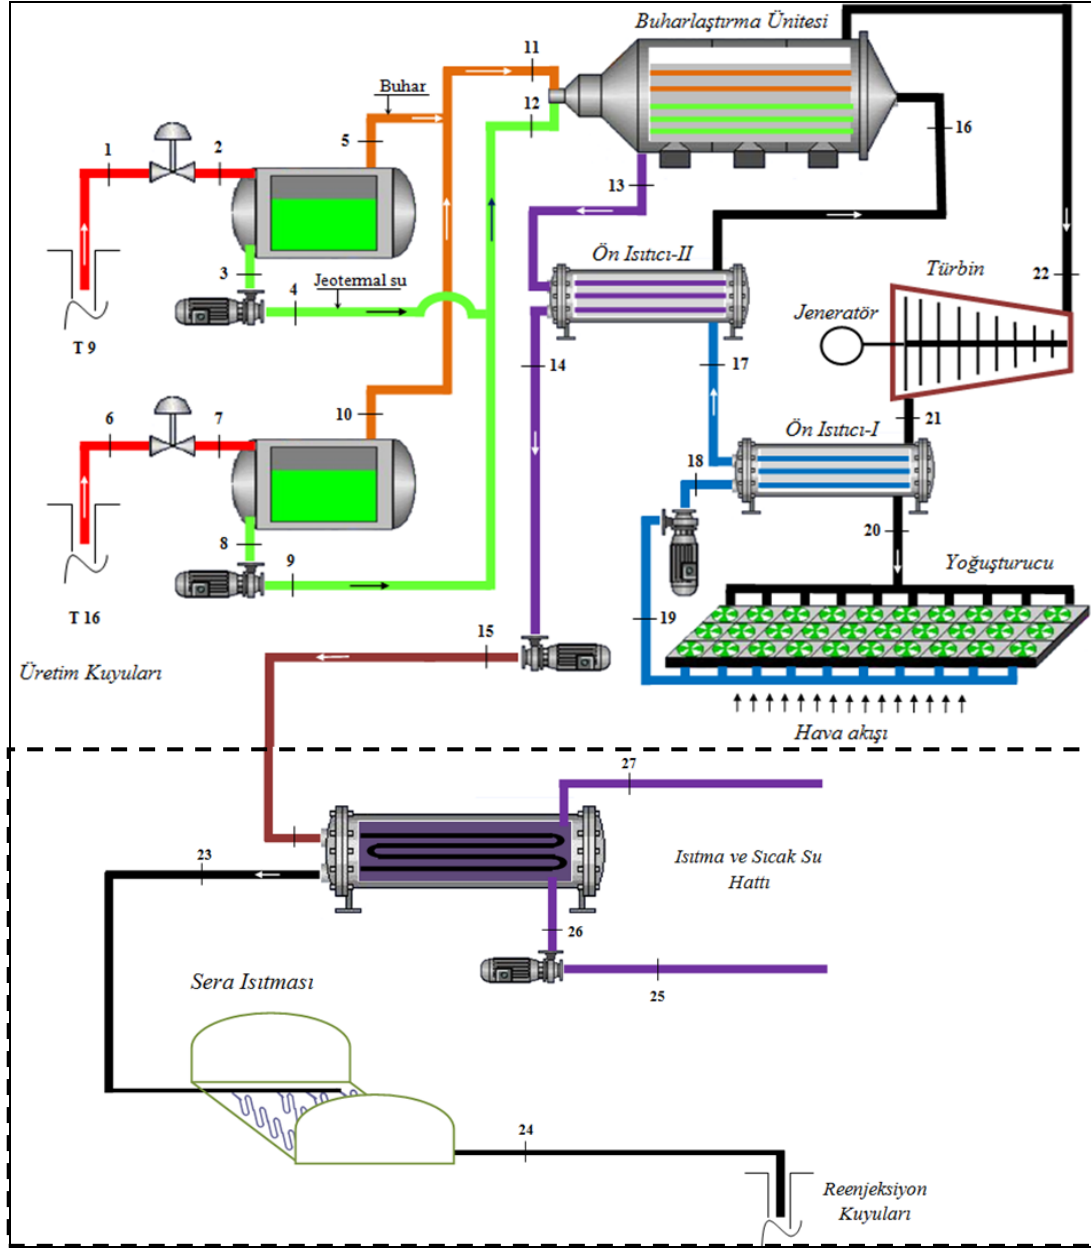 Buharlaştırma Ünitesi
11
Buhar
12
1
2
5
16
13
Ön Isıtıcı-II
3
4
Jeotermal su
Türbin
22
Jeneratör
T 9
14
17
6
7
10
Ön Isıtıcı-I
21
18
8
9
20
Yoğuşturucu
T 16
19
15
Üretim Kuyuları
Hava akışı
27
23
Isıtma ve Sıcak Su
Hattı
26
25
Sera Isıtması
24
Reenjeksiyon
Kuyuları